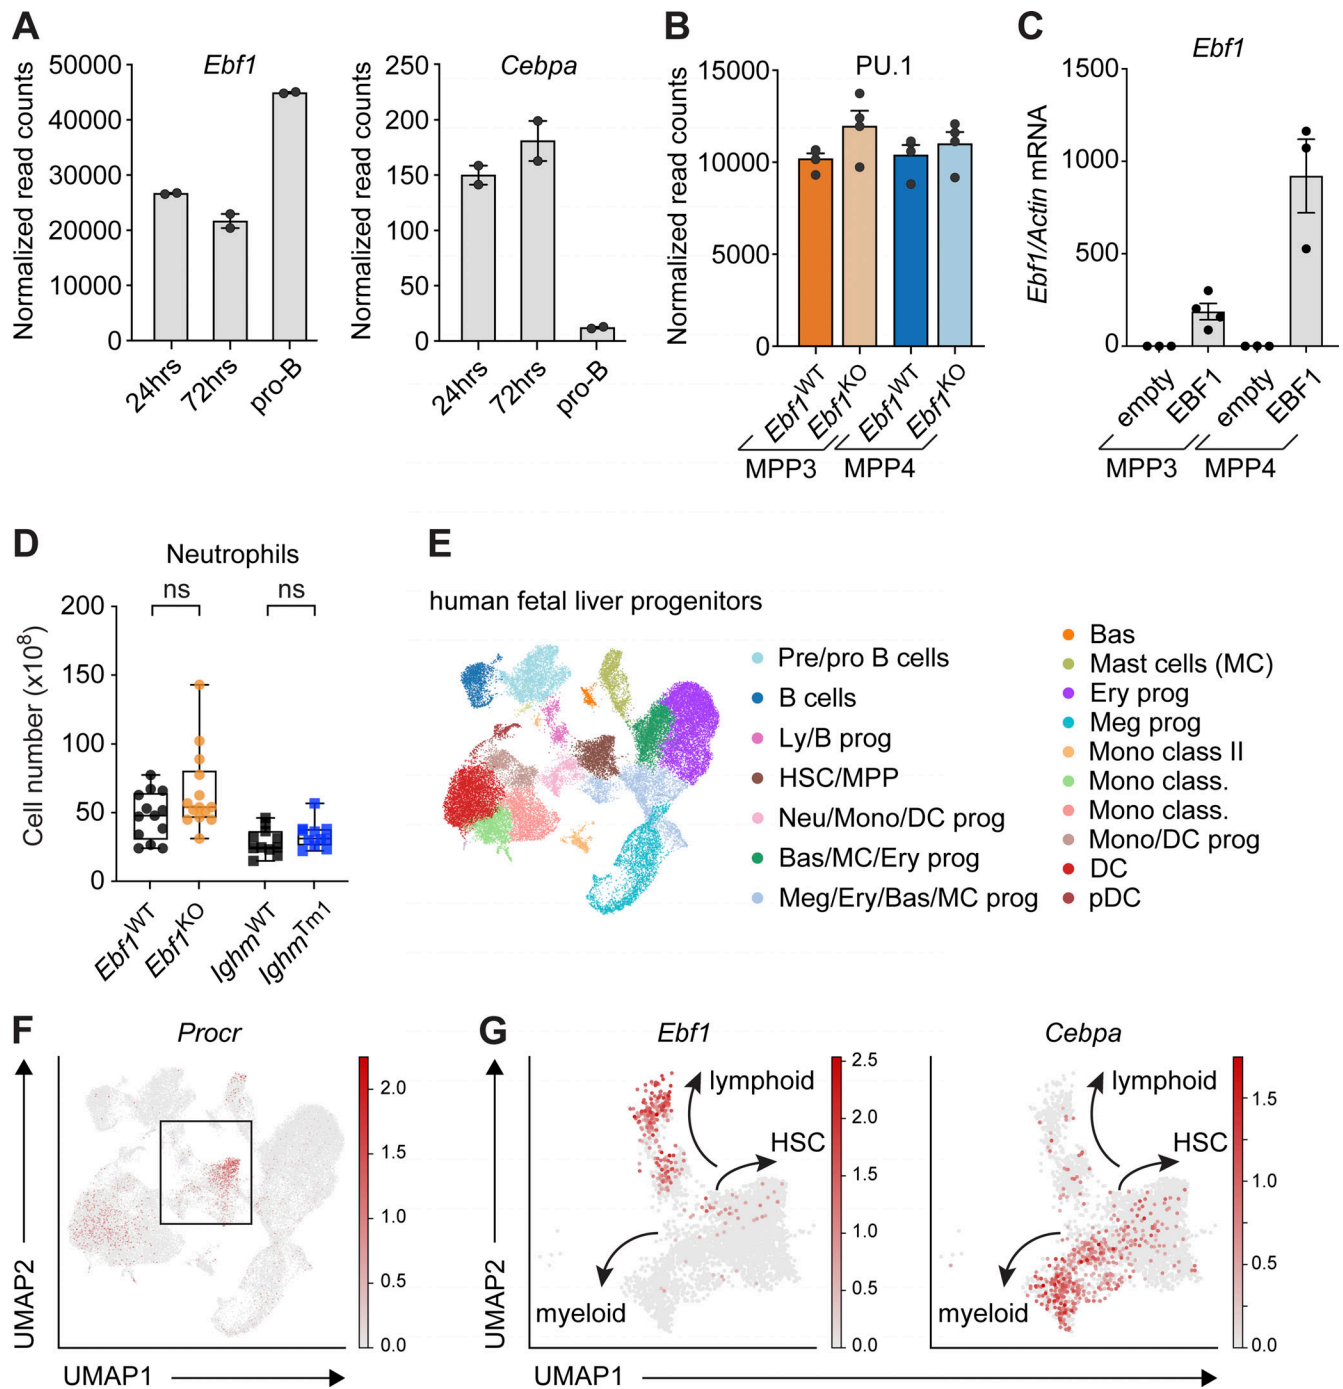 A
Ebf1
Normalized read counts
50000
40000
30000
20000
10000
0
24hrs
72hrs
pro-B
Cebpa
Normalized read counts
250
200
150
100
50
0
24hrs
72hrs
pro-B
B
PU.1
Normalized read counts
15000
10000
5000
0
Ebf1WT
Ebf1KO
Ebf1WT
Ebf1KO
MPP3
MPP4
C
Ebf1
Ebf1/Actin mRNA
1500
1000
500
0
empty
EBF1
empty
EBF1
MPP3
MPP4
D
Neutrophils
ns
ns
Cell number (x10⁸)
200
150
100
50
0
Ebf1WT
Ebf1KO
IghmWT
IghmTm1
E
human fetal liver progenitors
Pre/pro B cells
B cells
Ly/B prog
HSC/MPP
Neu/Mono/DC prog
Bas/MC/Ery prog
Meg/Ery/Bas/MC prog
Bas
Mast cells (MC)
Ery prog
Meg prog
Mono class II
Mono class.
Mono class.
Mono/DC prog
DC
pDC
F
Procr
UMAP2
UMAP1
2.0
1.5
1.0
0.5
0.0
G
Ebf1
UMAP2
lymphoid
HSC
myeloid
2.5
2.0
1.5
1.0
0.5
0.0
UMAP1
Cebpa
lymphoid
HSC
myeloid
1.5
1.0
0.5
0.0